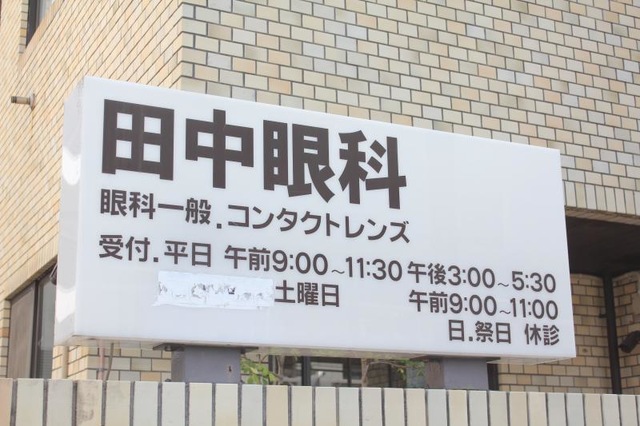 田中眼科
眼科一般.コンタクトレンズ
受付.平日 午前9:00~11:30 午後3:00~5:30
土曜日 午前9:00~11:00
日.祭日 休診